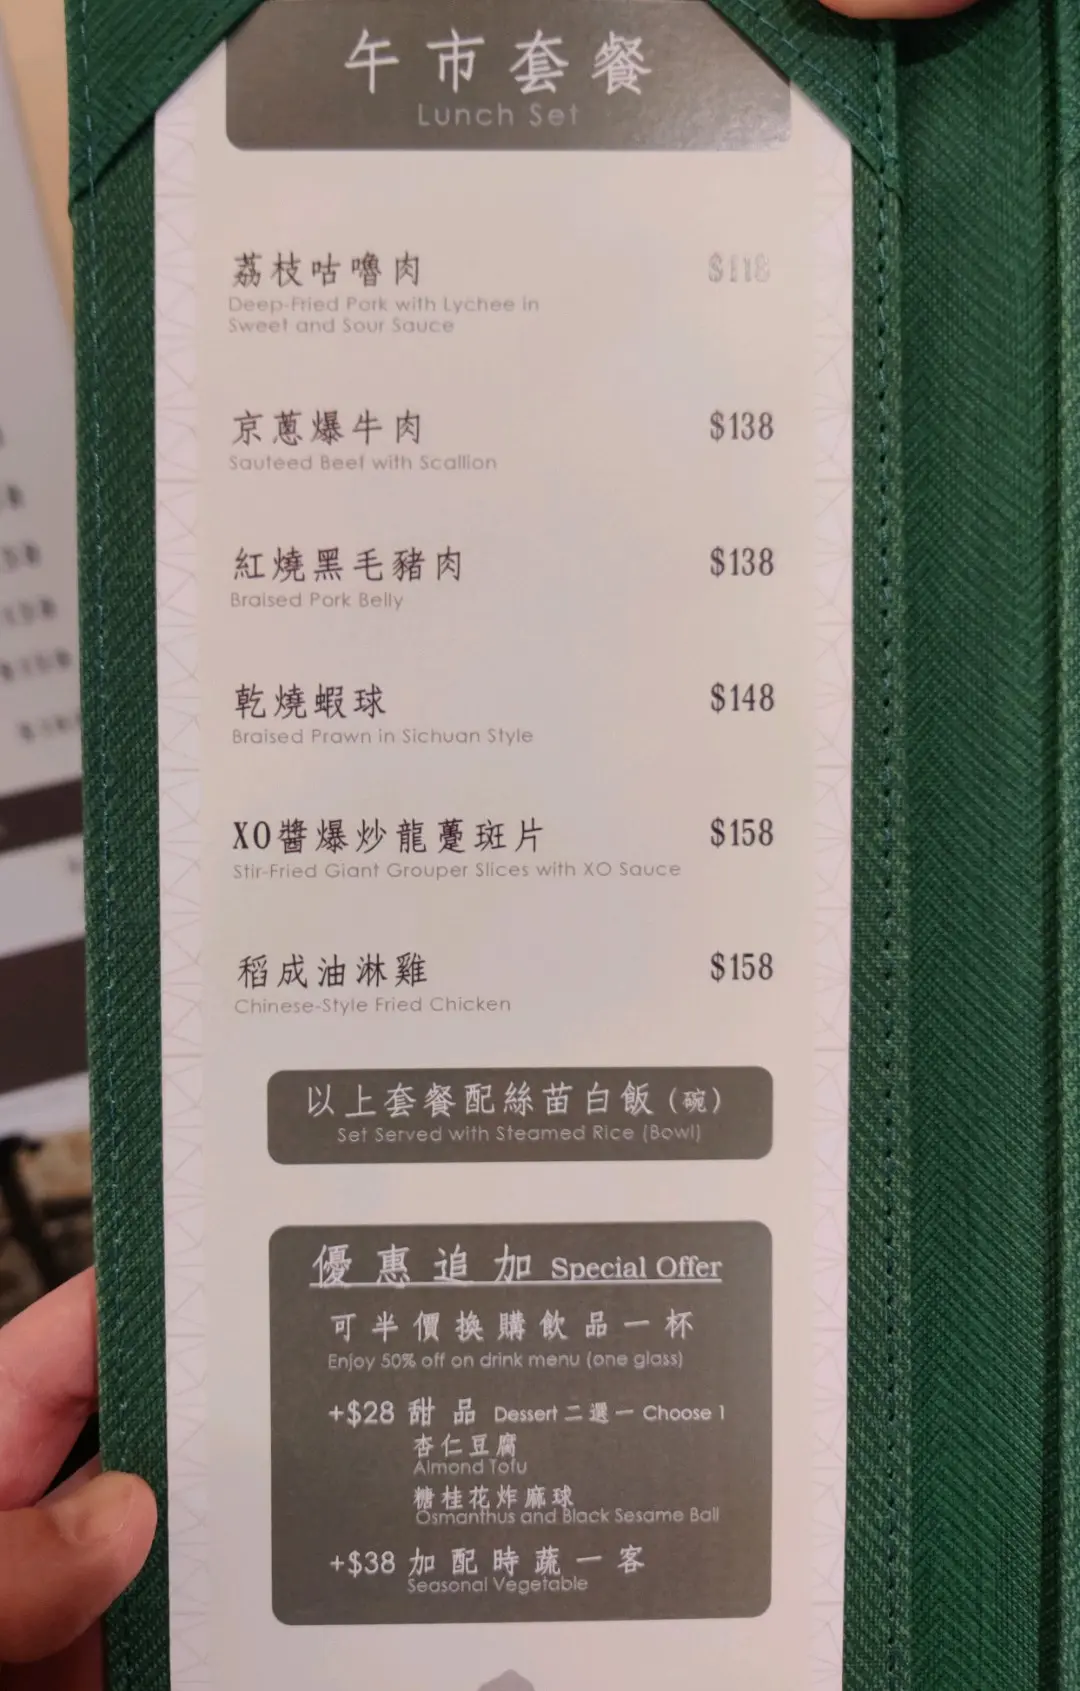 午市套餐
Lunch Set
荔枝咕嚕肉 $118
Deep-Fried Pork with Lychee in
Sweet and Sour Sauce
京蔥爆牛肉 $138
Sauteed Beef with Scallion
紅燒黑毛豬肉 $138
Braised Pork Belly
乾燒蝦球 $148
Braised Prawn in Sichuan Style
XO醬爆炒龍躉斑片 $158
Stir-Fried Giant Grouper Slices with XO Sauce
稻成油淋雞 $158
Chinese-Style Fried Chicken
以上套餐配絲苗白飯(碗)
Set Served with Steamed Rice (Bowl)
優惠追加 Special Offer
可半價換購飲品一杯
Enjoy 50% off on drink menu (one glass)
+$28 甜品 Dessert 二選一 Choose 1
杏仁豆腐
Almond Tofu
糖桂花炸麻球
Osmanthus and Black Sesame Ball
+$38 加配時蔬一客
Seasonal Vegetable